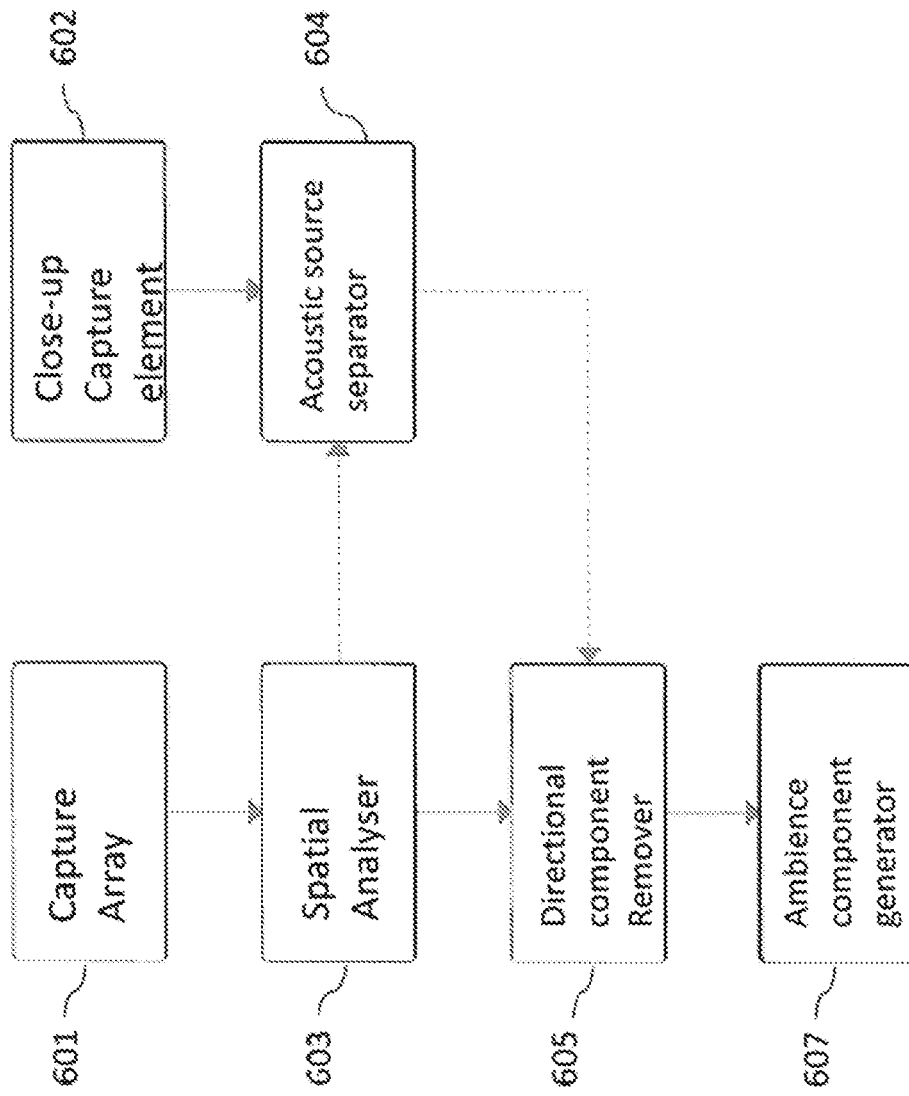 601
Capture
Array
Close-up
Capture
element
602
603
Spatial
Analyser
Acoustic source
separator
604
605
Directional
component
Remover
607
Ambience
component
generator